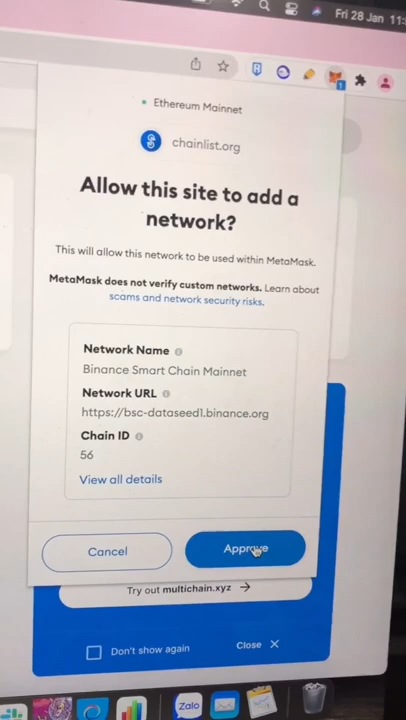 Fri 28 Jan 11:
1
Ethereum Mainnet
chainlist.org
Allow this site to add a
network?
This will allow this network to be used within MetaMask.
MetaMask does not verify custom networks. Learn about
scams and network security risks.
Network Name
Binance Smart Chain Mainnet
Network URL
https://bsc-dataseed1.binance.org
Chain ID
56
View all details
Cancel
Approve
Try out multichain.xyz →
Don't show again
Close ✕
Zalo